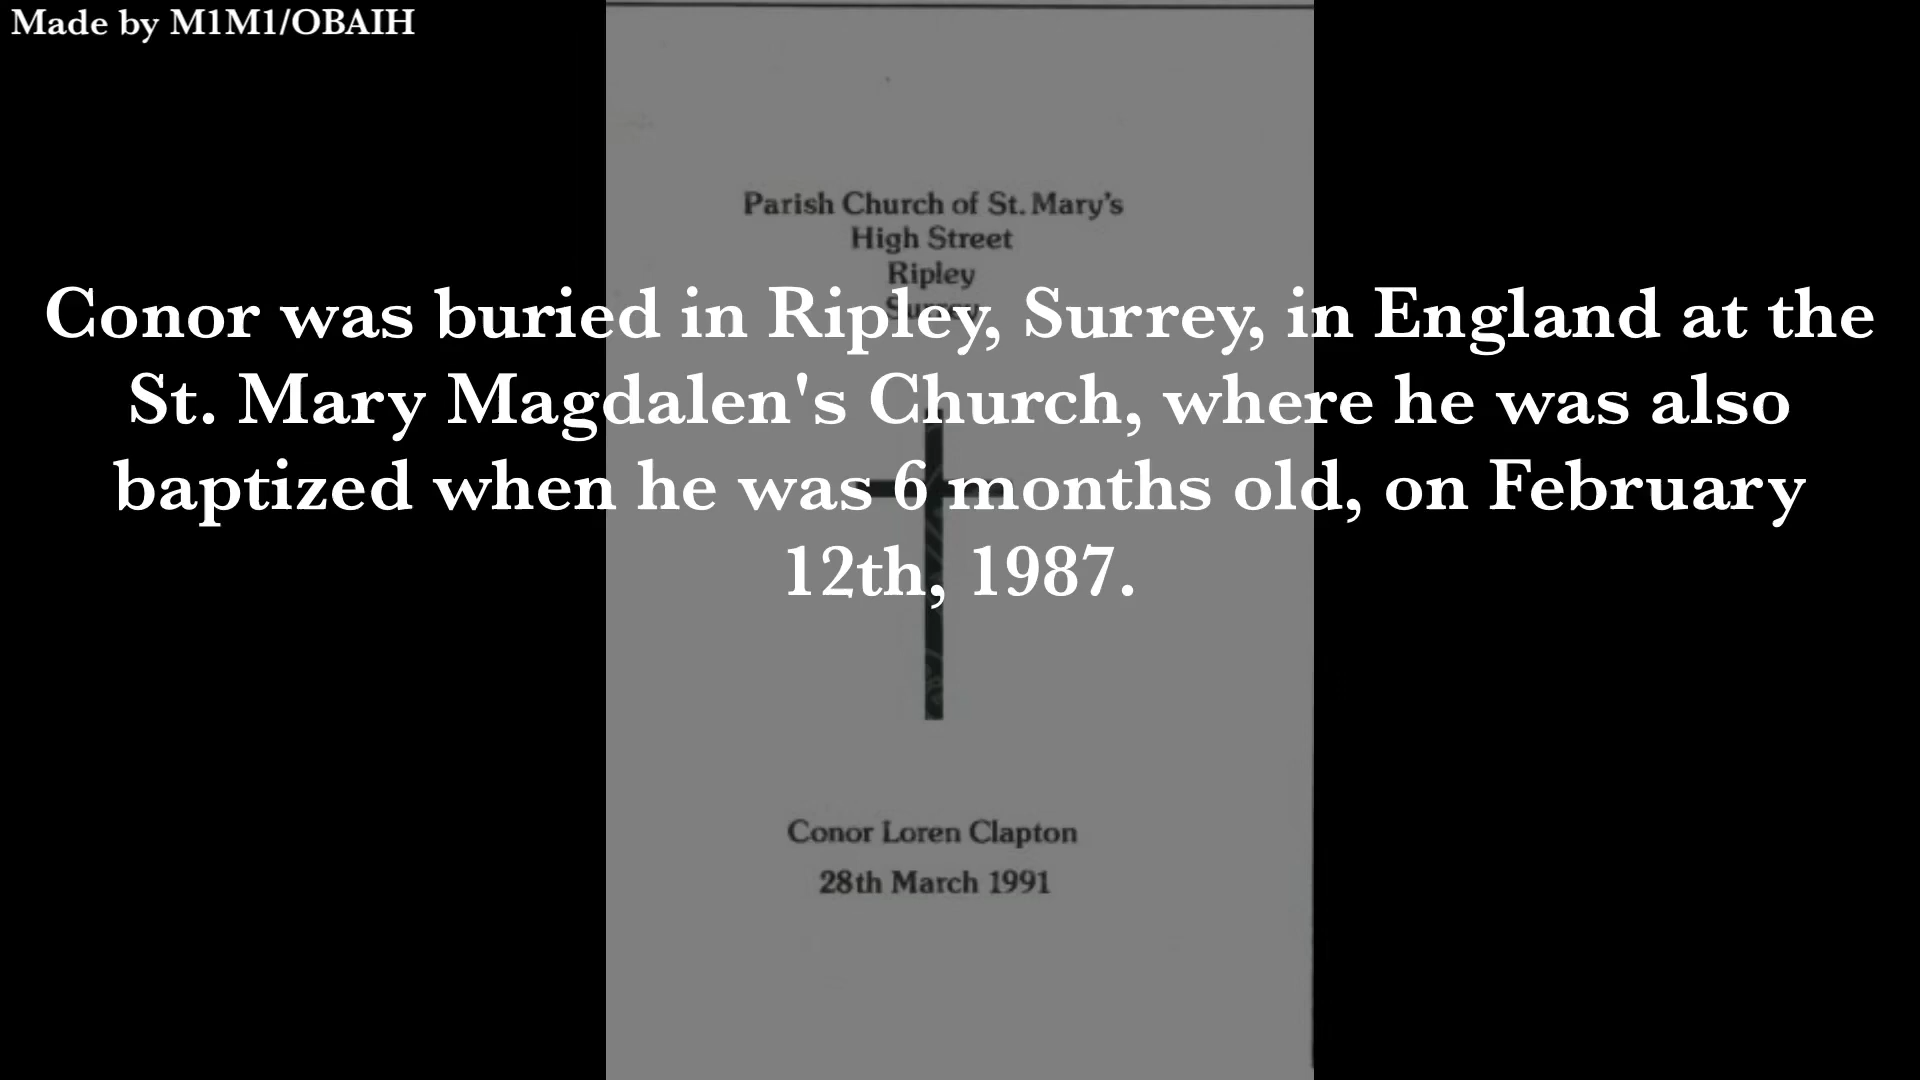 Made by M1M1/OBAIH
Parish Church of St. Mary's
High Street
Ripley
Surrey
Conor was buried in Ripley, Surrey, in England at the
St. Mary Magdalen's Church, where he was also
baptized when he was 6 months old, on February
12th, 1987.
Conor Loren Clapton
28th March 1991